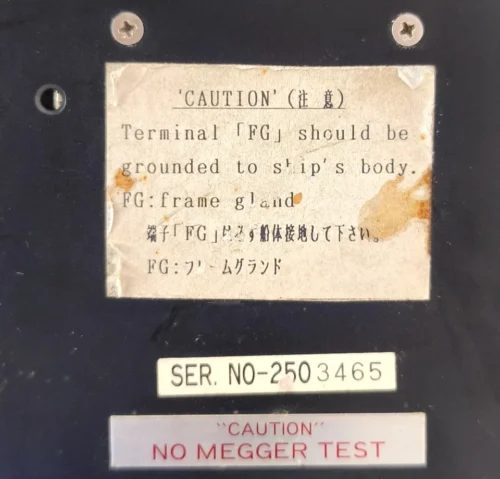 'CAUTION' (注 意)
Terminal 「FG」 should be
grounded to ship's body.
FG:frame gland
端子「FG」は必ず船体接地して下さい。
FG:フレームグランド
SER. NO-2503465
"CAUTION"
NO MEGGER TEST